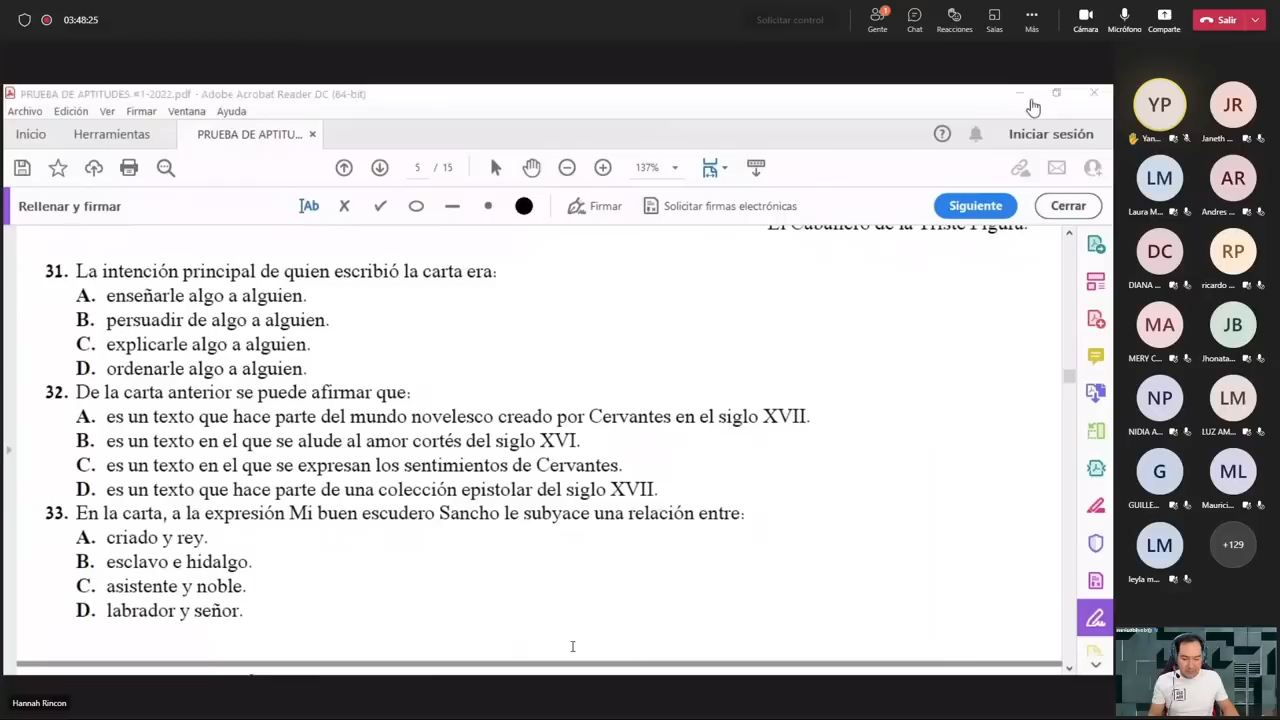 03:48:25
Solicitar control
1
Gente
Chat
Reacciones
Salas
Más
Cámara
Micrófono
Comparte
Salir
PRUEBA DE APTITUDES #1-2022.pdf - Adobe Acrobat Reader DC (64-bit)
Archivo Edición Ver Firmar Ventana Ayuda
Inicio Herramientas PRUEBA DE APTITU... × ? Iniciar sesión
5 / 15 137%
Rellenar y firmar Ab Firmar Solicitar firmas electrónicas Siguiente Cerrar
El Caballero de la Triste Figura.
31. La intención principal de quien escribió la carta era:
A. enseñarle algo a alguien.
B. persuadir de algo a alguien.
C. explicarle algo a alguien.
D. ordenarle algo a alguien.
32. De la carta anterior se puede afirmar que:
A. es un texto que hace parte del mundo novelesco creado por Cervantes en el siglo XVII.
B. es un texto en el que se alude al amor cortés del siglo XVI.
C. es un texto en el que se expresan los sentimientos de Cervantes.
D. es un texto que hace parte de una colección epistolar del siglo XVII.
33. En la carta, a la expresión Mi buen escudero Sancho le subyace una relación entre:
A. criado y rey.
B. esclavo e hidalgo.
C. asistente y noble.
D. labrador y señor.
YP JR
Yan... Janeth ...
LM AR
Laura M... Andres ...
DC RP
DIANA ... ricardo ...
MA JB
MERY C... Jhonata...
NP LM
NIDIA A... LUZ AM...
G ML
GUILLE... Maurici...
LM +129
leyla m...
Hannah Rincon